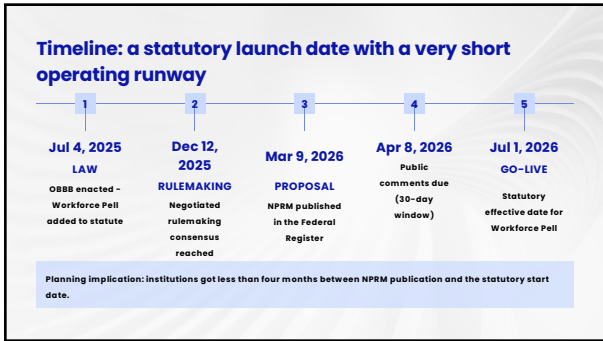 Timeline: a statutory launch date with a very short
operating runway
1
2
3
4
5
Jul 4, 2025
LAW
OBBB enacted –
Workforce Pell
added to statute
Dec 12,
2025
RULEMAKING
Negotiated
rulemaking
consensus
reached
Mar 9, 2026
PROPOSAL
NPRM published
in the Federal
Register
Apr 8, 2026
Public
comments due
(30-day
window)
Jul 1, 2026
GO-LIVE
Statutory
effective date for
Workforce Pell
Planning implication: institutions got less than four months between NPRM publication and the statutory start
date.